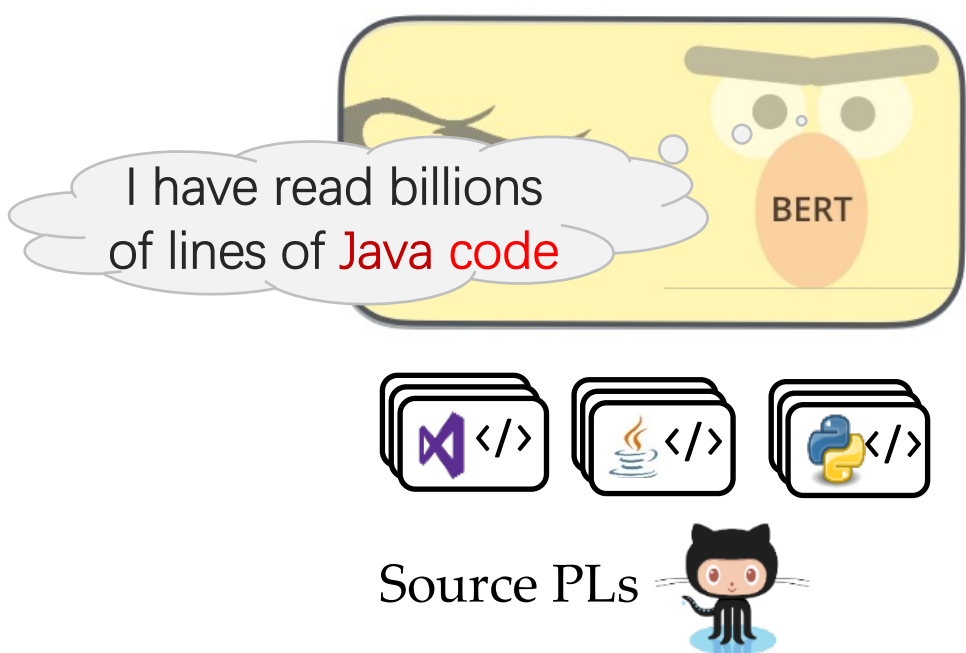 I have read billions
of lines of Java code
BERT
</>
</>
</>
Source PLs